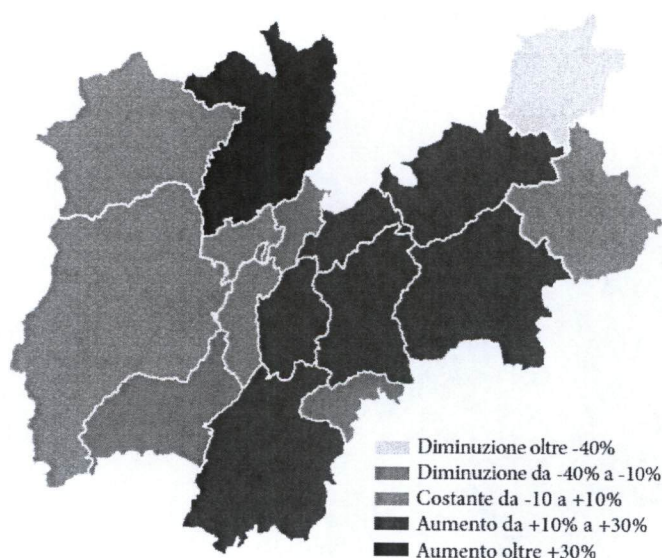 Diminuzione oltre -40%
Diminuzione da -40% a -10%
Costante da -10 a +10%
Aumento da +10% a +30%
Aumento oltre +30%